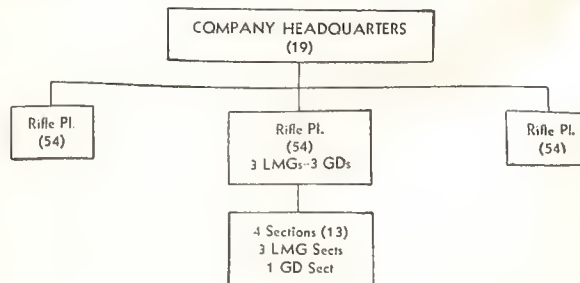 COMPANY HEADQUARTERS
(19)
Rifle Pl.
(54)
Rifle Pl.
(54)
3 LMGs--3 GDs
Rifle Pl.
(54)
4 Sections (13)
3 LMG Sects
1 GD Sect